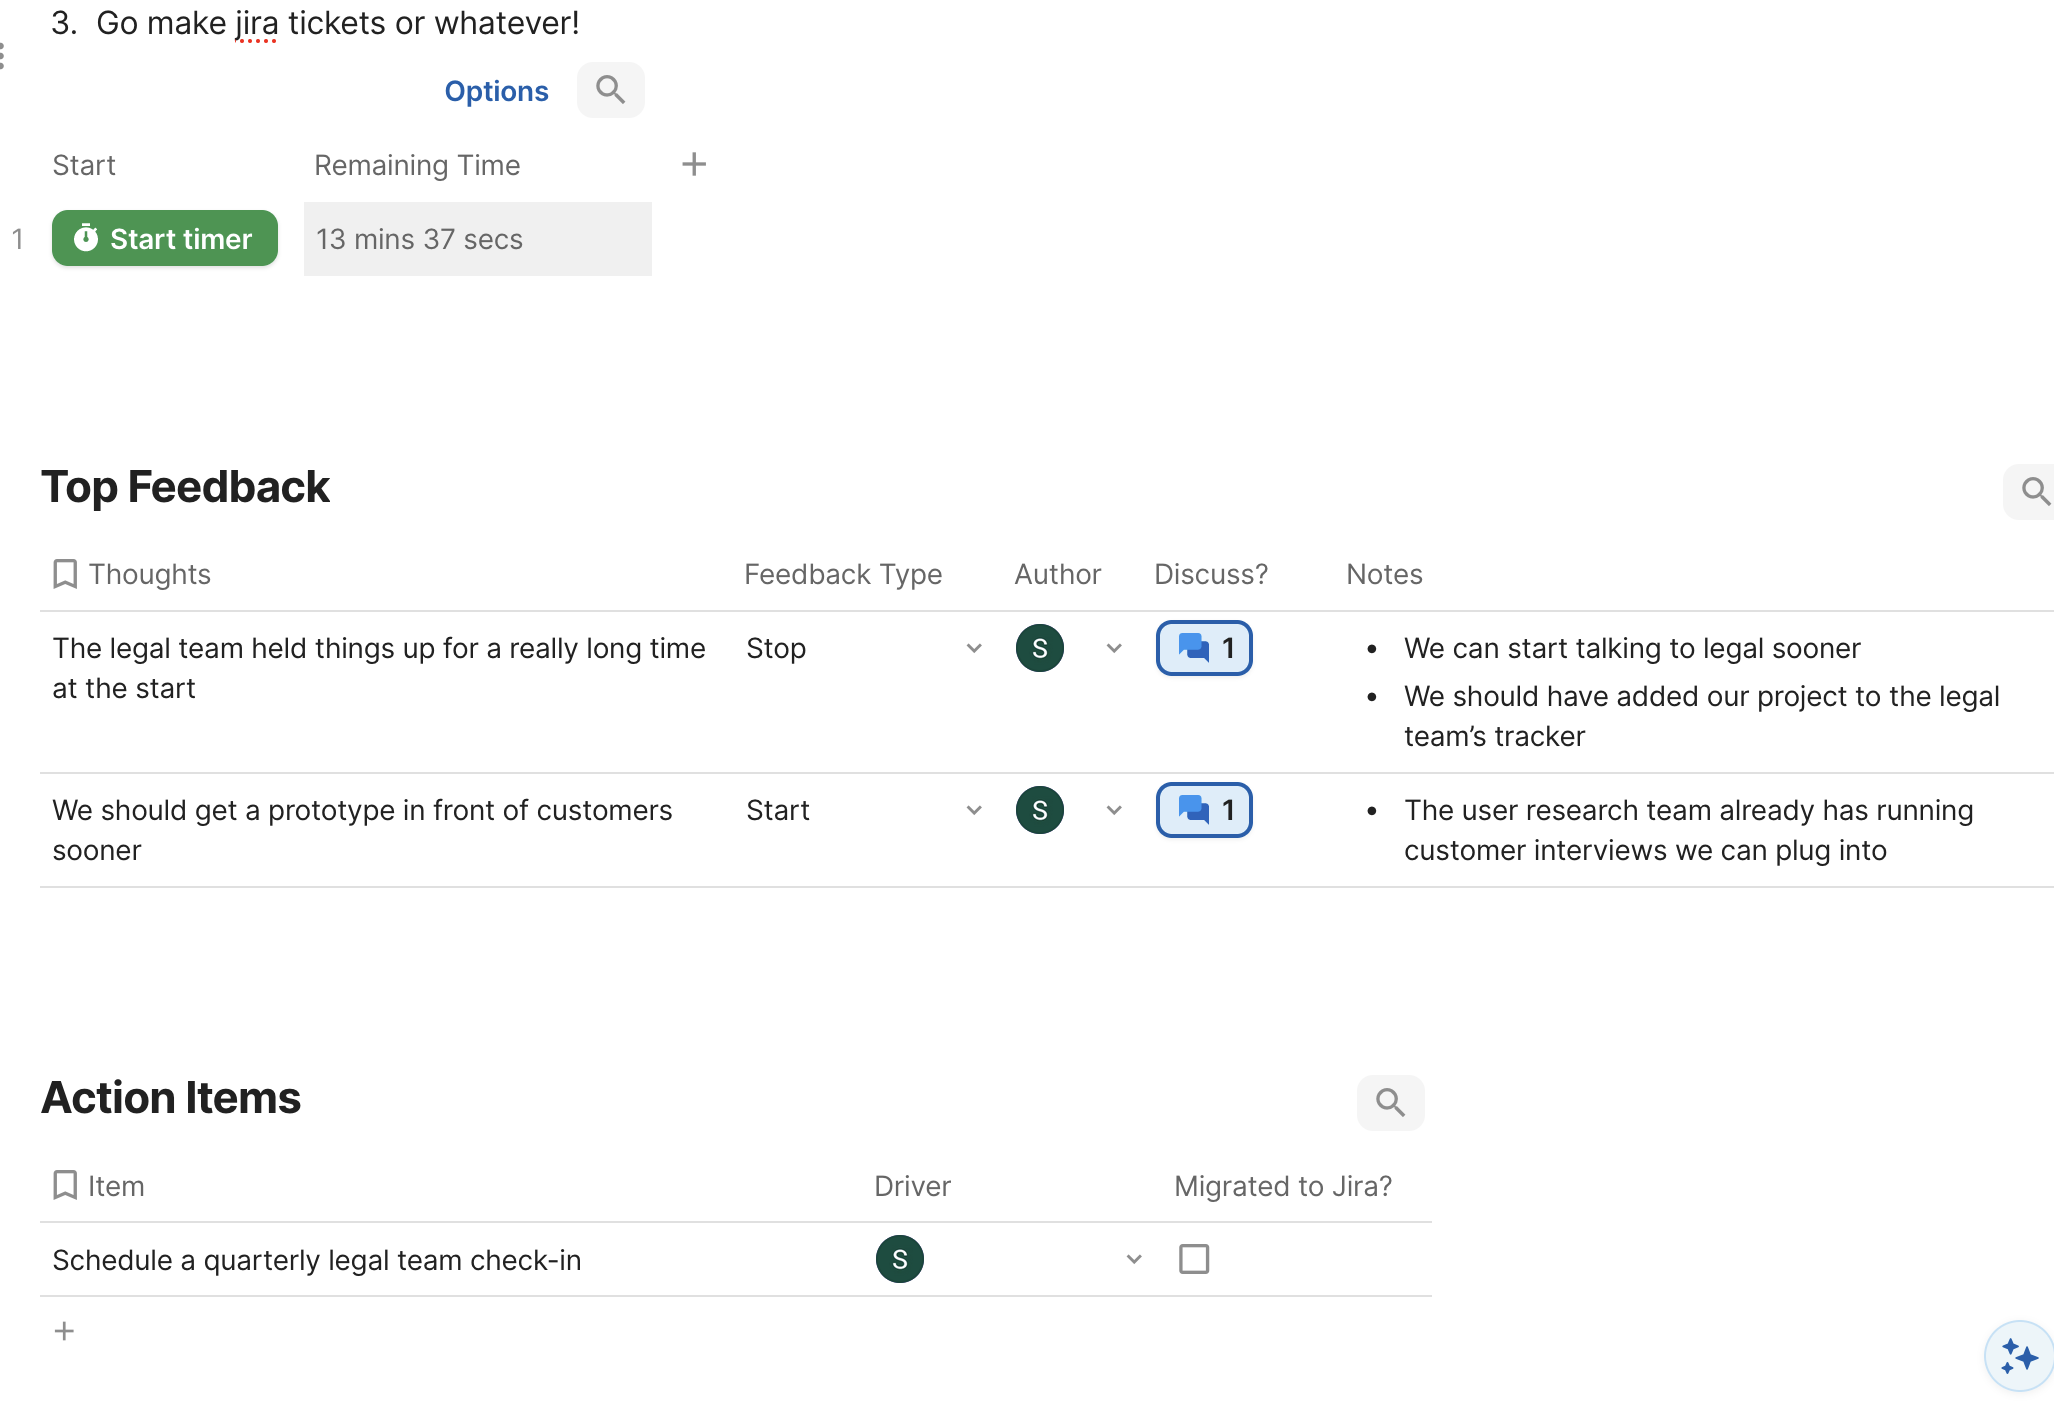 3. Go make jira tickets or whatever!
Options
Start Remaining Time
1 Start timer 13 mins 37 secs
Top Feedback
Thoughts Feedback Type Author Discuss? Notes
The legal team held things up for a really long time
at the start
Stop
S
1
• We can start talking to legal sooner
• We should have added our project to the legal
team’s tracker
We should get a prototype in front of customers
sooner
Start
S
1
• The user research team already has running
customer interviews we can plug into
Action Items
Item Driver Migrated to Jira?
Schedule a quarterly legal team check-in S